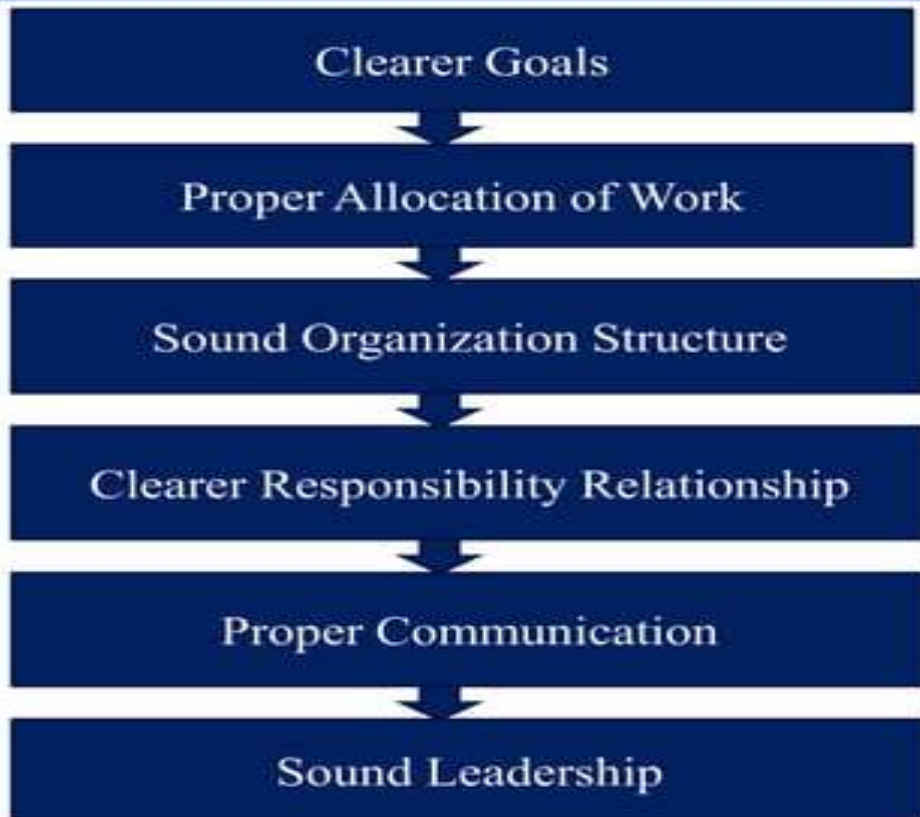 Clearer Goals
Proper Allocation of Work
Sound Organization Structure
Clearer Responsibility Relationship
Proper Communication
Sound Leadership